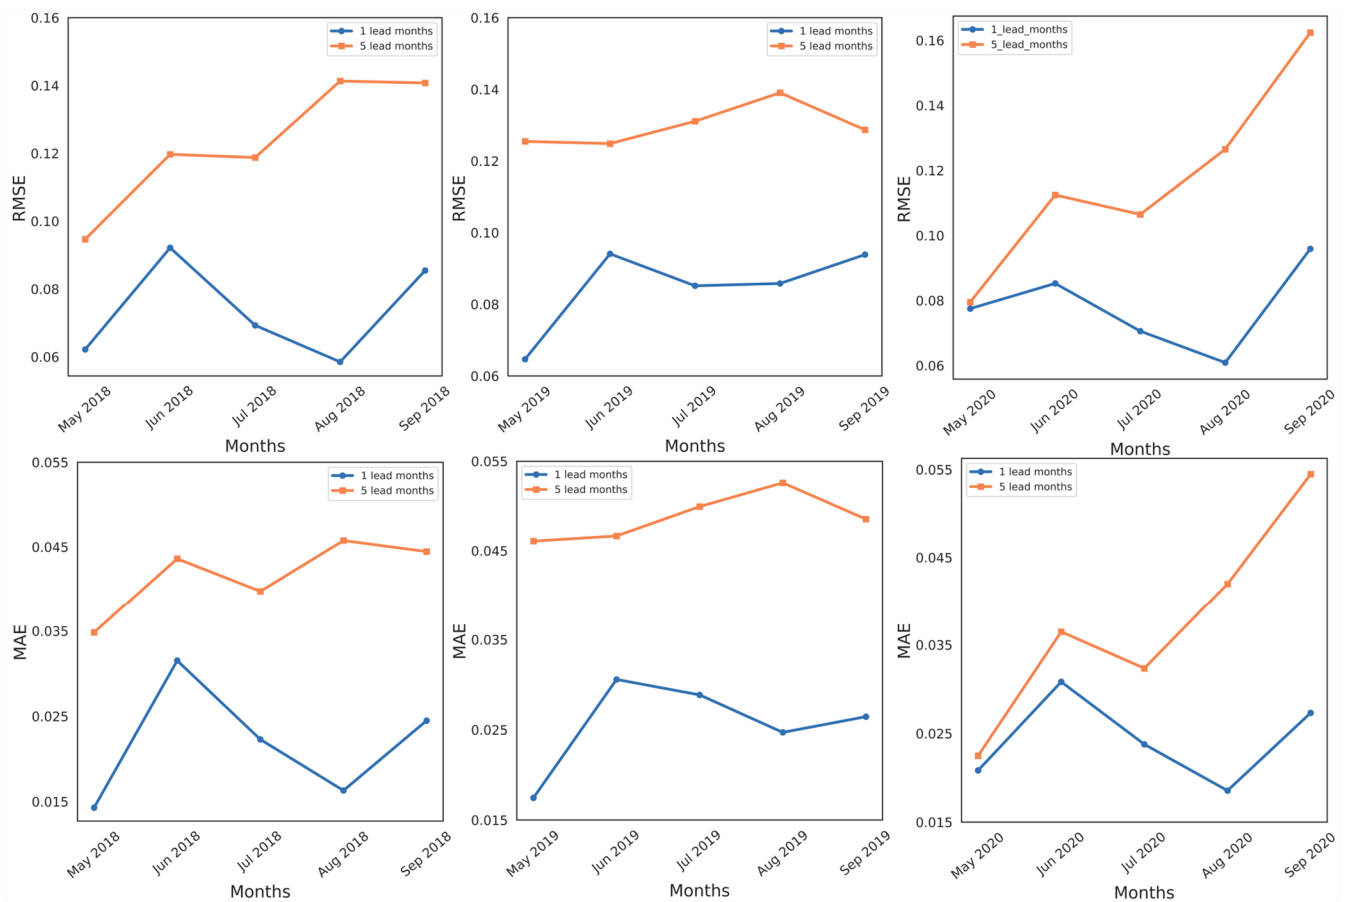 1 lead months
5 lead months
0.16
0.14
0.12
0.10
0.08
0.06
RMSE
May 2018
Jun 2018
Jul 2018
Aug 2018
Sep 2018
Months
1 lead months
5 lead months
0.16
0.14
0.12
0.10
0.08
0.06
RMSE
May 2019
Jun 2019
Jul 2019
Aug 2019
Sep 2019
Months
1_lead_months
5_lead_months
0.16
0.14
0.12
0.10
0.08
0.06
RMSE
May 2020
Jun 2020
Jul 2020
Aug 2020
Sep 2020
Months
1 lead months
5 lead months
0.055
0.045
0.035
0.025
0.015
MAE
May 2018
Jun 2018
Jul 2018
Aug 2018
Sep 2018
Months
1 lead months
5 lead months
0.055
0.045
0.035
0.025
0.015
MAE
May 2019
Jun 2019
Jul 2019
Aug 2019
Sep 2019
Months
1 lead months
5 lead months
0.055
0.045
0.035
0.025
0.015
MAE
May 2020
Jun 2020
Jul 2020
Aug 2020
Sep 2020
Months